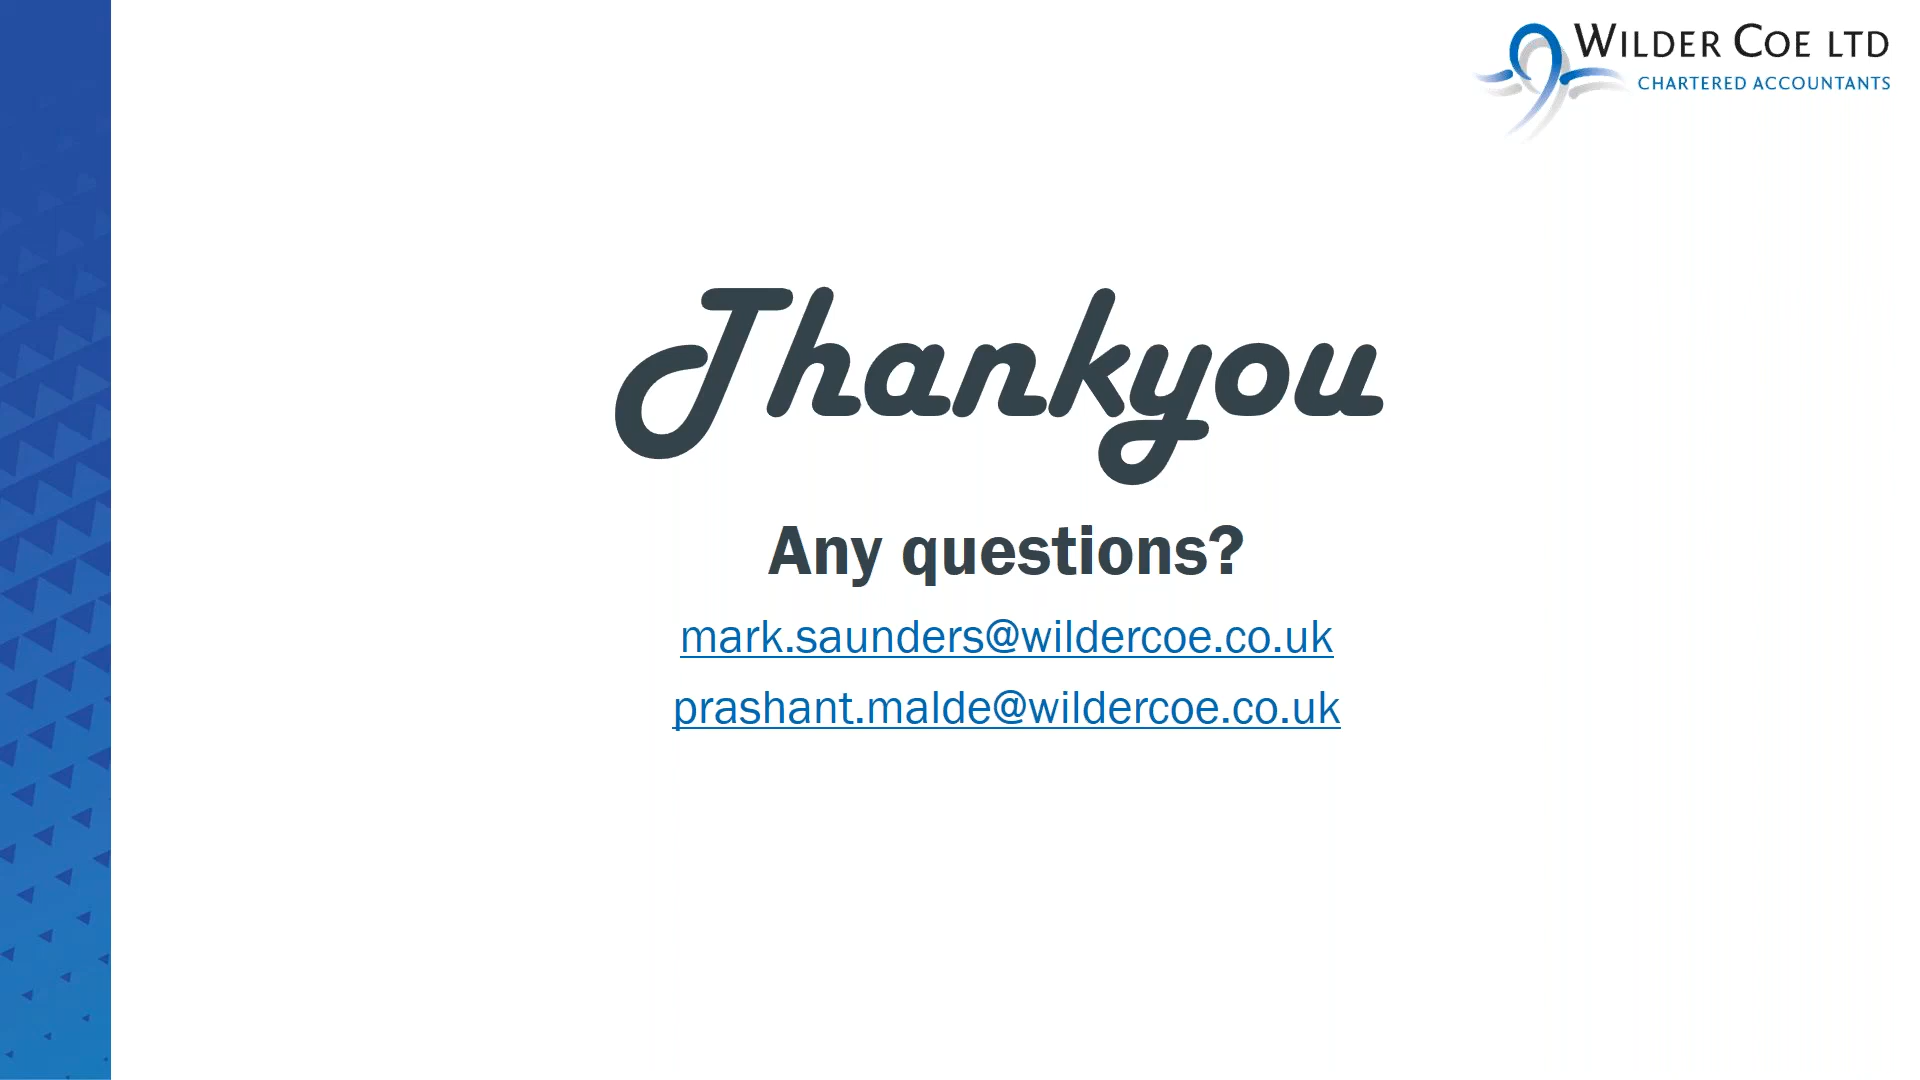 WILDER COE LTD
CHARTERED ACCOUNTANTS
Thankyou
Any questions?
mark.saunders@wildercoe.co.uk
prashant.malde@wildercoe.co.uk